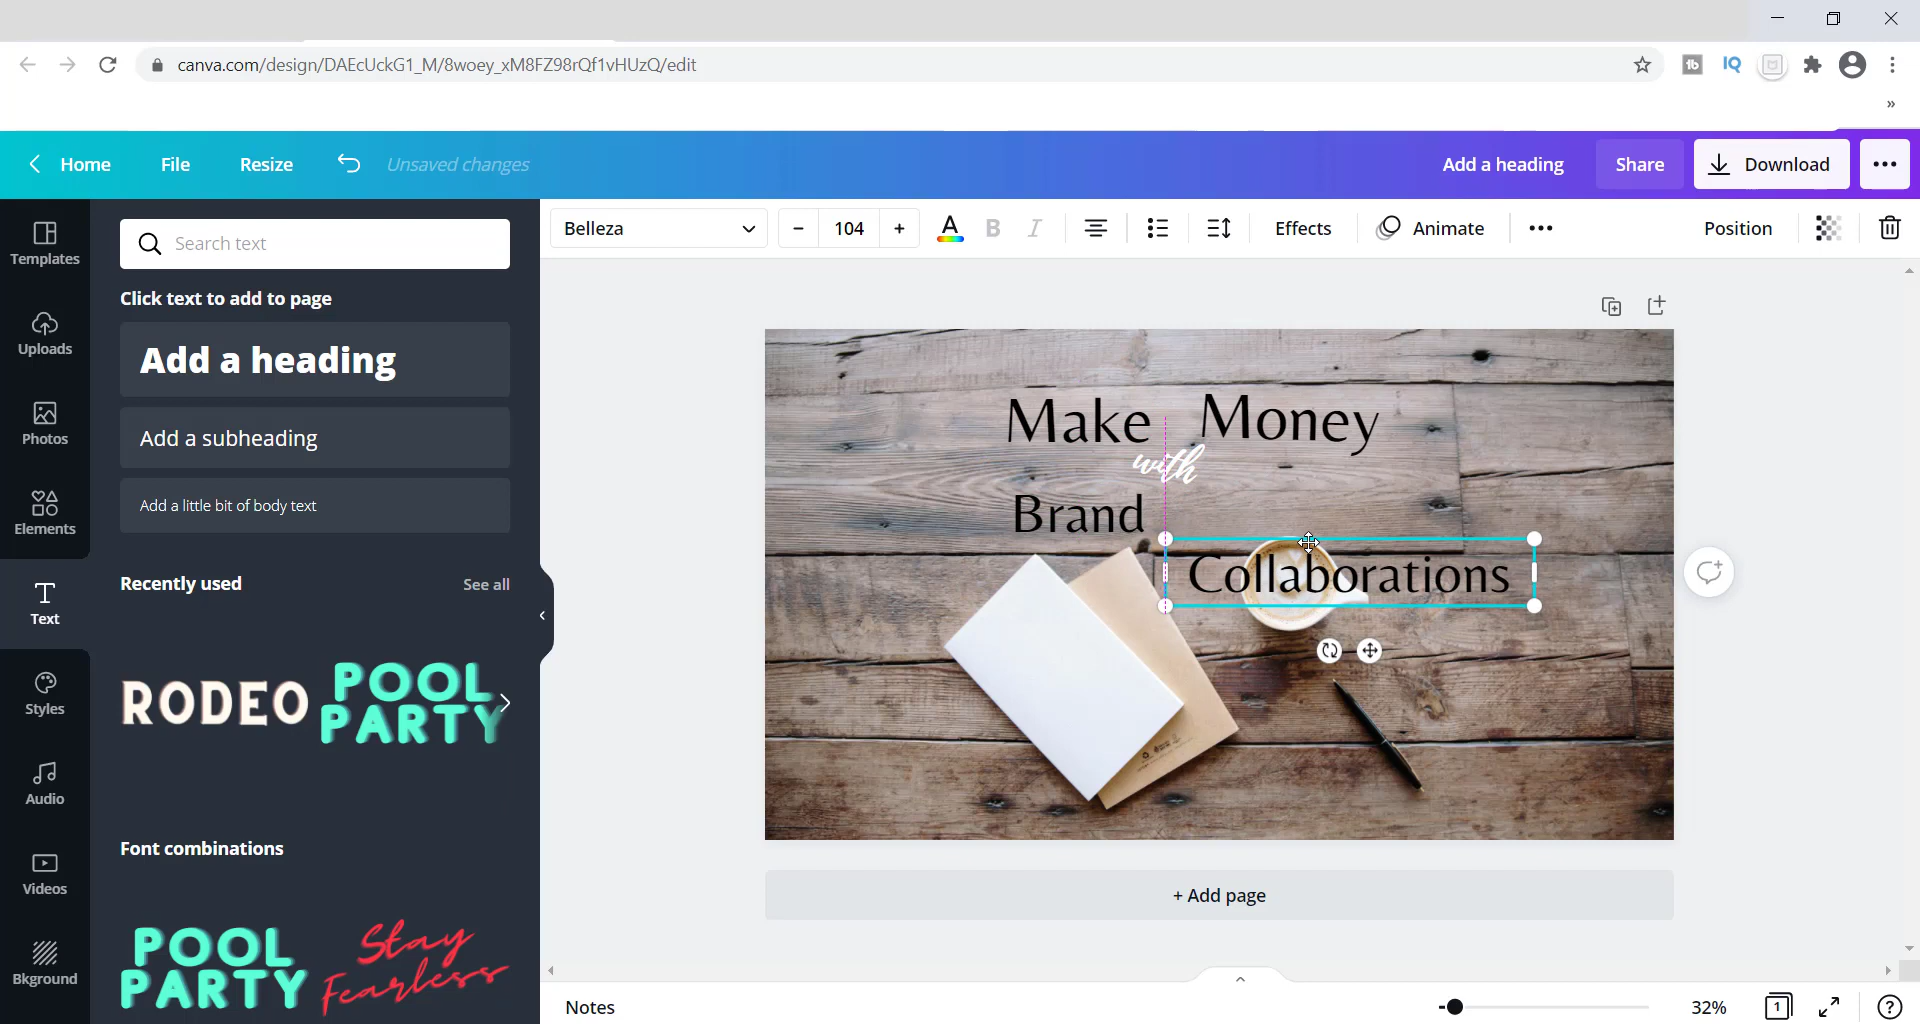 canva.com/design/DAEcUckG1_M/8woey_xM8FZ98rQf1vHUzQ/edit
tb
IQ
»
Home
File
Resize
Unsaved changes
Add a heading
Share
Download
Templates
Uploads
Photos
Elements
Text
Styles
Audio
Videos
Bkground
Search text
Click text to add to page
Add a heading
Add a subheading
Add a little bit of body text
Recently used
See all
RODEO
POOL
PARTY
Font combinations
POOL
PARTY
Stay
Fearless
Belleza
104
A
B
I
Effects
Animate
Position
Make Money
with
Brand
Collaborations
+ Add page
Notes
32%
1
?